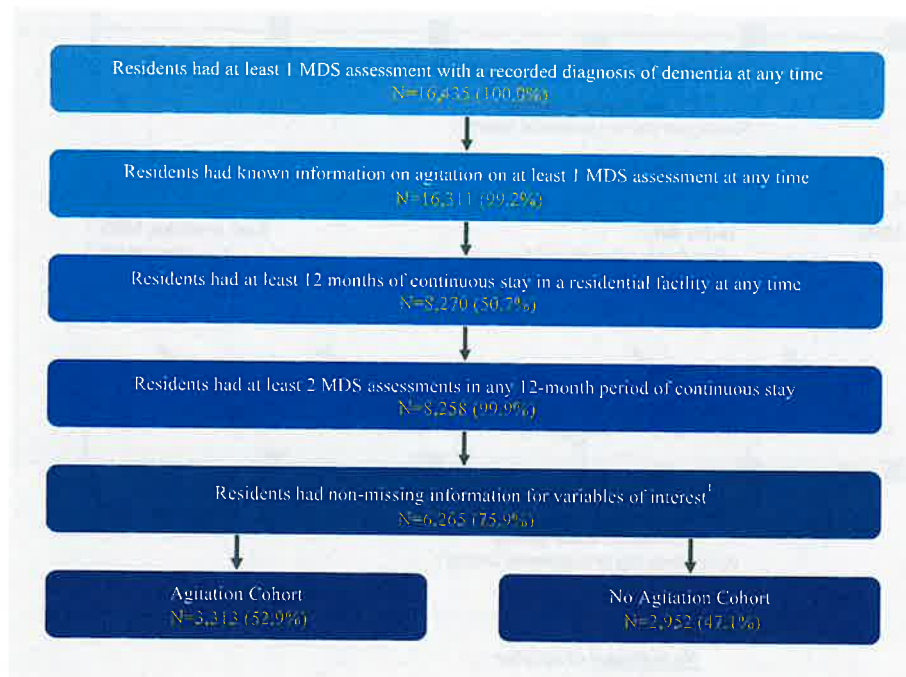 Residents had at least 1 MDS assessment with a recorded diagnosis of dementia at any time
N=16,435 (100.0%)
Residents had known information on agitation on at least 1 MDS assessment at any time
N=16,311 (99.2%)
Residents had at least 12 months of continuous stay in a residential facility at any time
N=8,270 (50.7%)
Residents had at least 2 MDS assessments in any 12-month period of continuous stay
N=8,258 (99.9%)
Residents had non-missing information for variables of interest¹
N=6,265 (75.9%)
Agitation Cohort
N=3,313 (52.9%)
No Agitation Cohort
N=2,952 (47.1%)